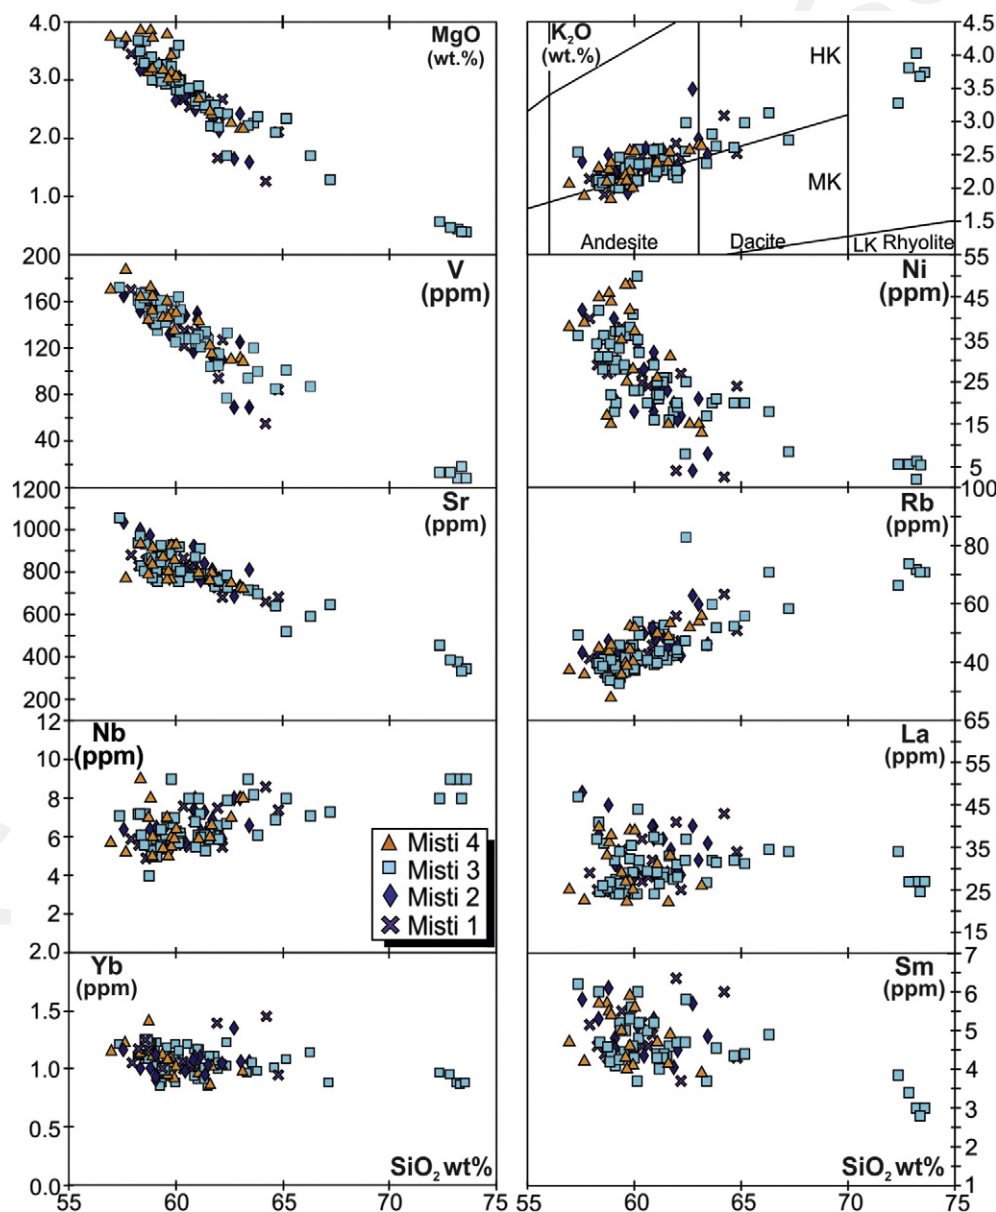 4.0
3.0
2.0
1.0
MgO
(wt.%)
K₂O
(wt.%)
HK
MK
Andesite
Dacite
LK Rhyolite
4.5
4.0
3.5
3.0
2.5
2.0
1.5
200
160
120
80
40
V
(ppm)
Ni
(ppm)
55
45
35
25
15
5
1200
1000
800
600
400
200
Sr
(ppm)
Rb
(ppm)
100
80
60
40
12
10
8
6
4
2
Nb
(ppm)
Misti 4
Misti 3
Misti 2
Misti 1
La
(ppm)
65
55
45
35
25
15
2.0
1.5
1.0
0.5
0.0
Yb
(ppm)
SiO₂ wt%
Sm
(ppm)
SiO₂ wt%
7
7
6
5
4
3
2
1
55 60 65 70 75
55 60 65 70 75